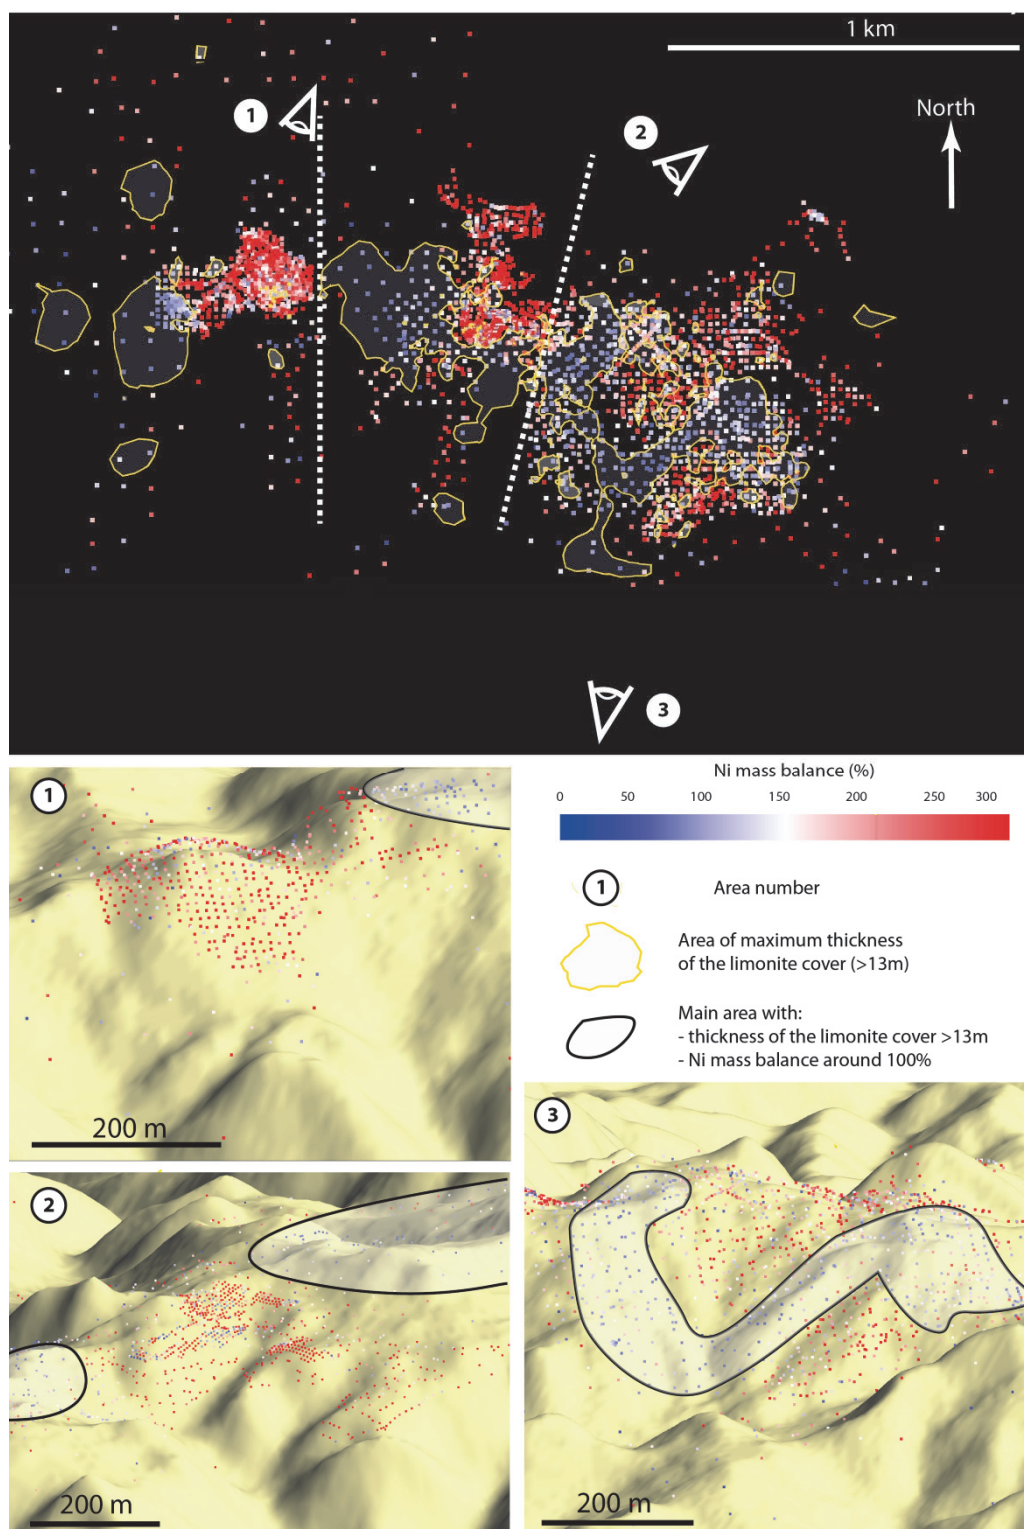 1 km
1
2
North
3
1
Ni mass balance (%)
0 50 100 150 200 250 300
1 Area number
Area of maximum thickness
of the limonite cover (>13m)
Main area with:
- thickness of the limonite cover >13m
- Ni mass balance around 100%
200 m
2
200 m
3
200 m